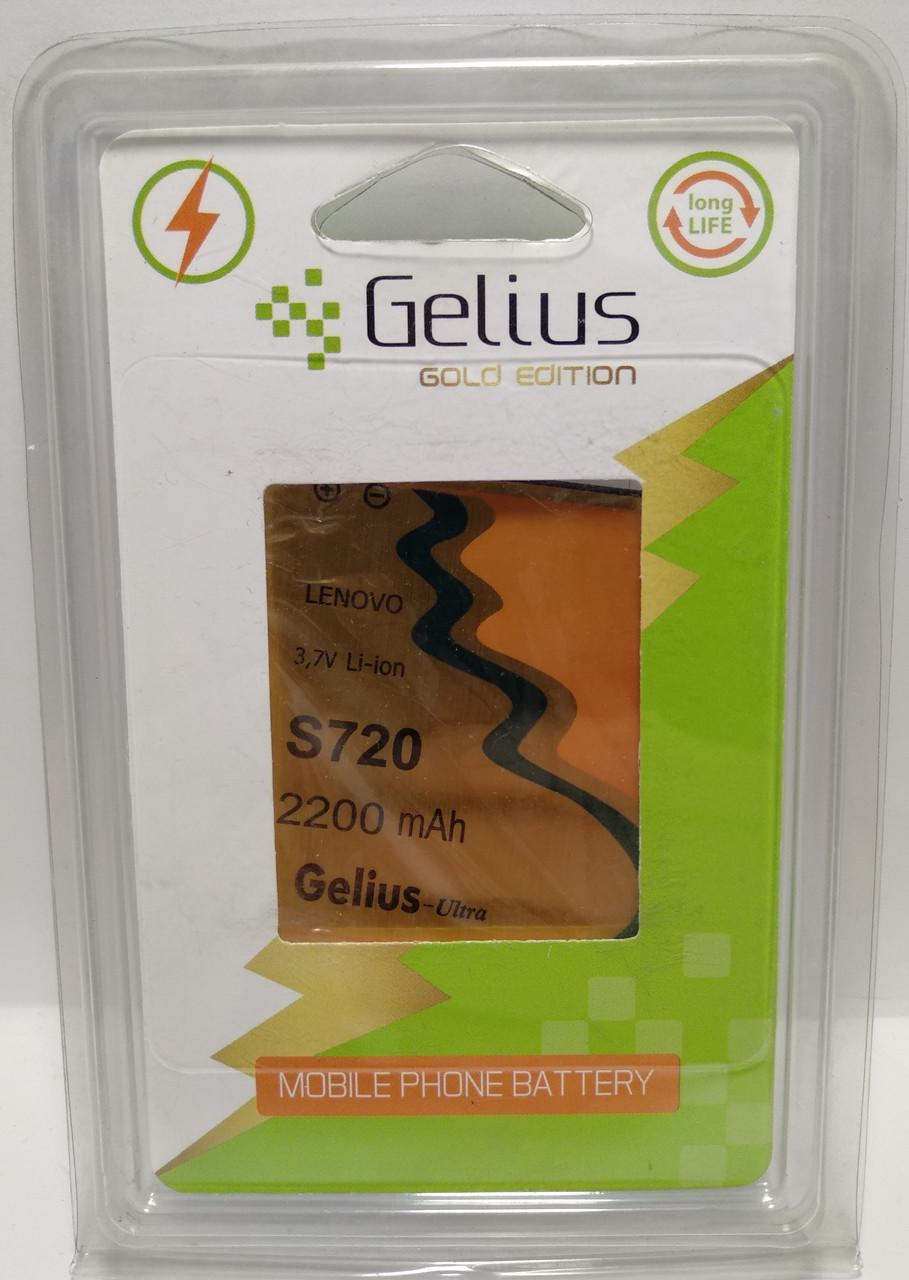 long
LIFE
Gelius
GOLD EDITION
LENOVO
3,7V Li-ion
S720
2200 mAh
Gelius-Ultra
MOBILE PHONE BATTERY